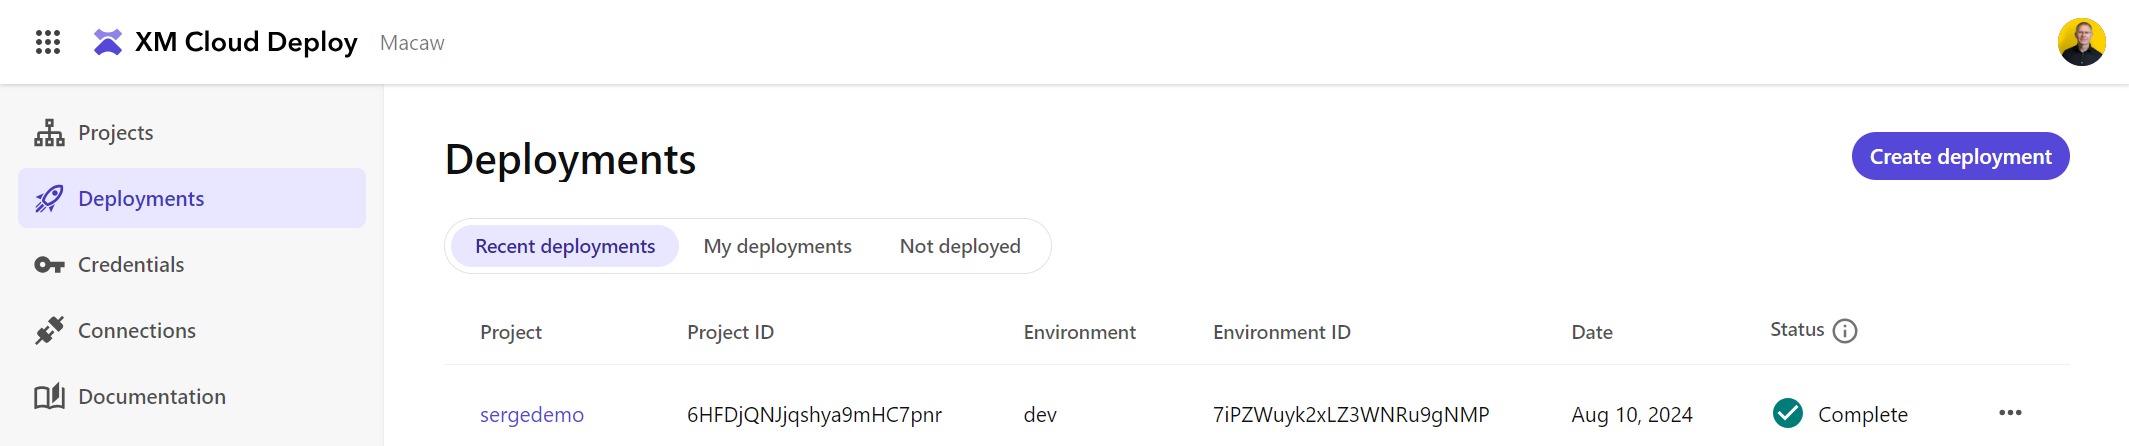 XM Cloud Deploy Macaw
Projects
Deployments
Credentials
Connections
Documentation
Deployments
Create deployment
Recent deployments My deployments Not deployed
Project Project ID Environment Environment ID Date Status
sergedemo 6HFDjQNJjqshya9mHC7pnr dev 7iPZWuyk2xLZ3WNRu9gNMP Aug 10, 2024 Complete